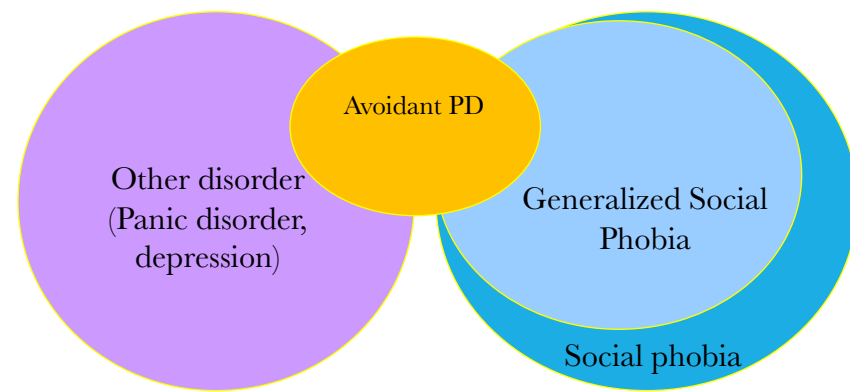 Avoidant PD
Other disorder
(Panic disorder,
depression)
Generalized Social
Phobia
Social phobia